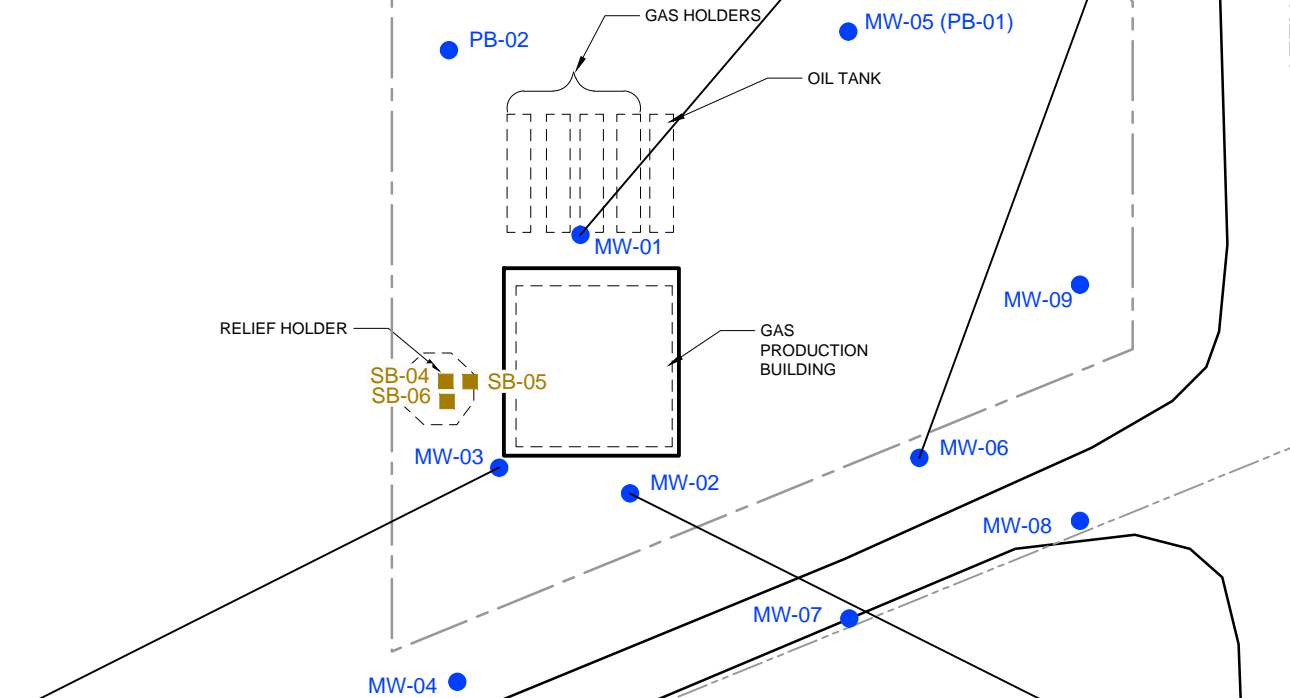 GAS HOLDERS
MW-05 (PB-01)
PB-02
OIL TANK
MW-01
MW-09
RELIEF HOLDER
GAS
PRODUCTION
BUILDING
SB-04
SB-05
SB-06
MW-03
MW-06
MW-02
MW-08
MW-07
MW-04